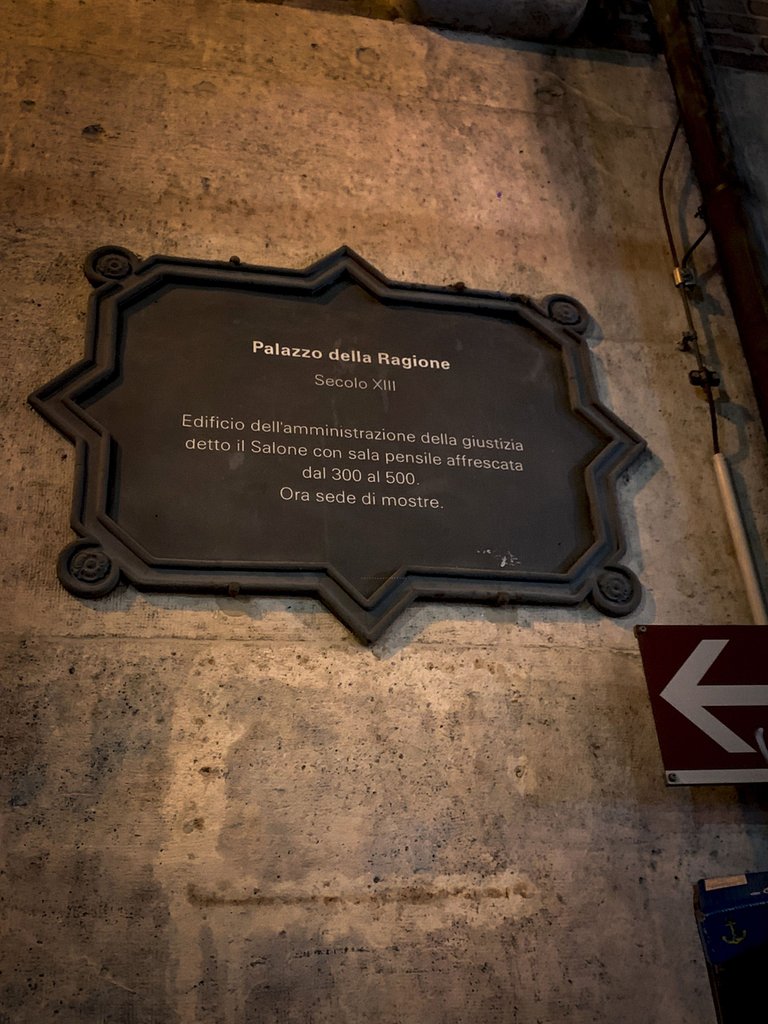 Palazzo della Ragione
Secolo XIII
Edificio dell'amministrazione della giustizia
detto il Salone con sala pensile affrescata
dal 300 al 500.
Ora sede di mostre.